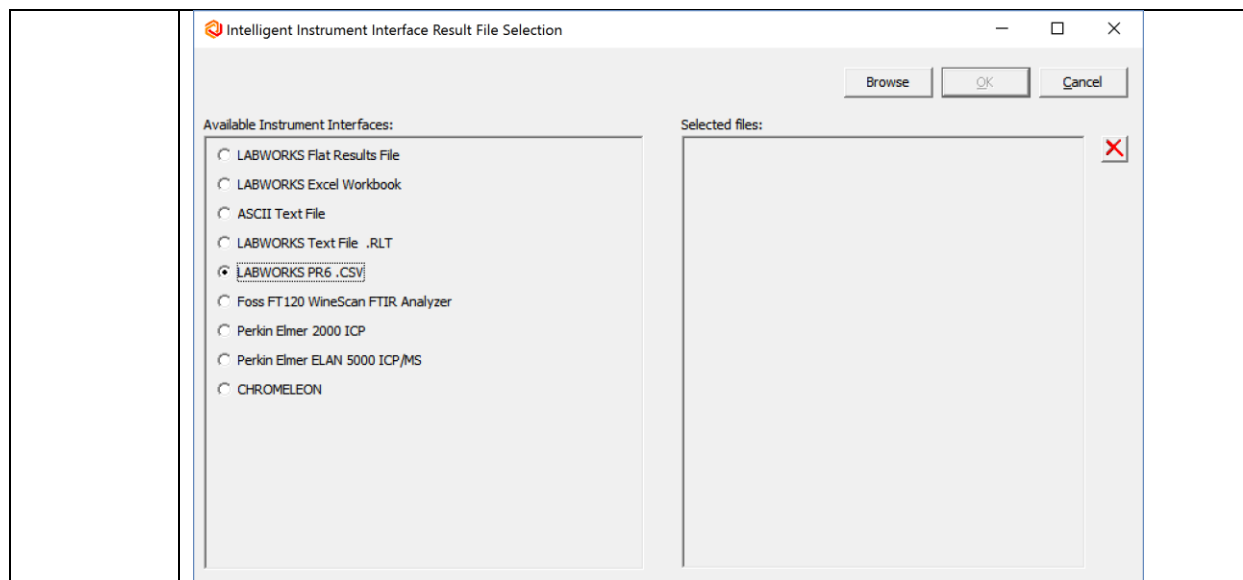 Intelligent Instrument Interface Result File Selection
Browse
OK
Cancel
Available Instrument Interfaces:
Selected files:
LABWORKS Flat Results File
LABWORKS Excel Workbook
ASCII Text File
LABWORKS Text File .RLT
LABWORKS PR6 .CSV
Foss FT120 WineScan FTIR Analyzer
Perkin Elmer 2000 ICP
Perkin Elmer ELAN 5000 ICP/MS
CHROMELEON